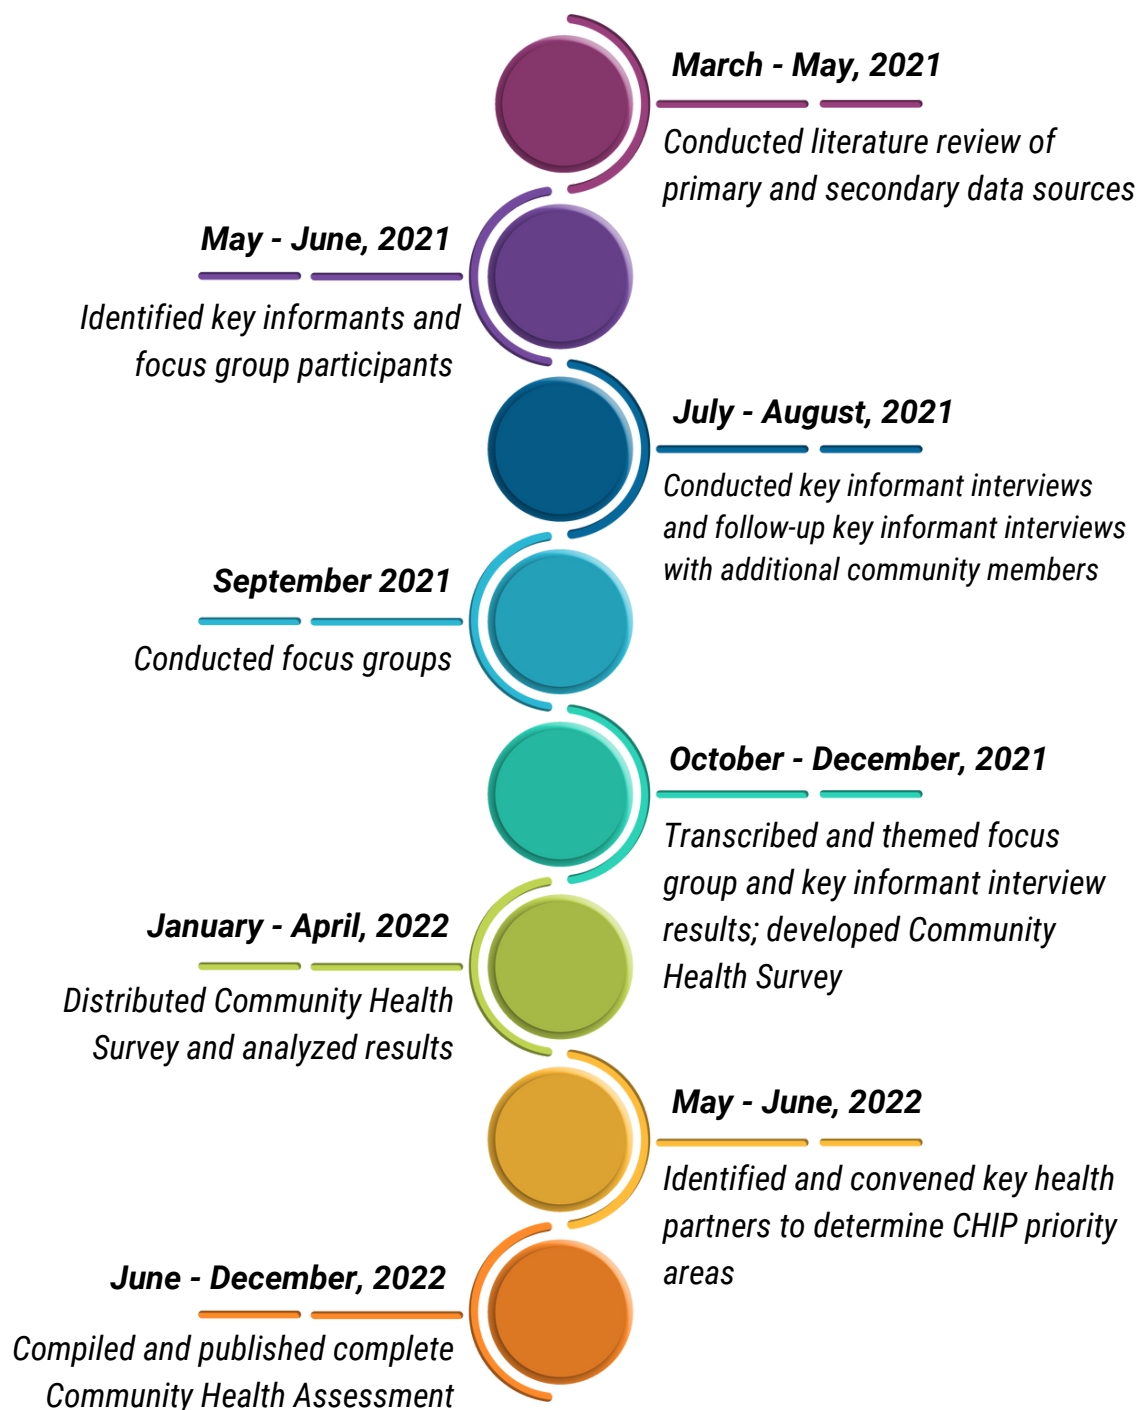 March - May, 2021
Conducted literature review of
primary and secondary data sources
May - June, 2021
Identified key informants and
focus group participants
July - August, 2021
Conducted key informant interviews
and follow-up key informant interviews
with additional community members
September 2021
Conducted focus groups
October - December, 2021
Transcribed and themed focus
group and key informant interview
results; developed Community
Health Survey
January - April, 2022
Distributed Community Health
Survey and analyzed results
May - June, 2022
Identified and convened key health
partners to determine CHIP priority
areas
June - December, 2022
Compiled and published complete
Community Health Assessment